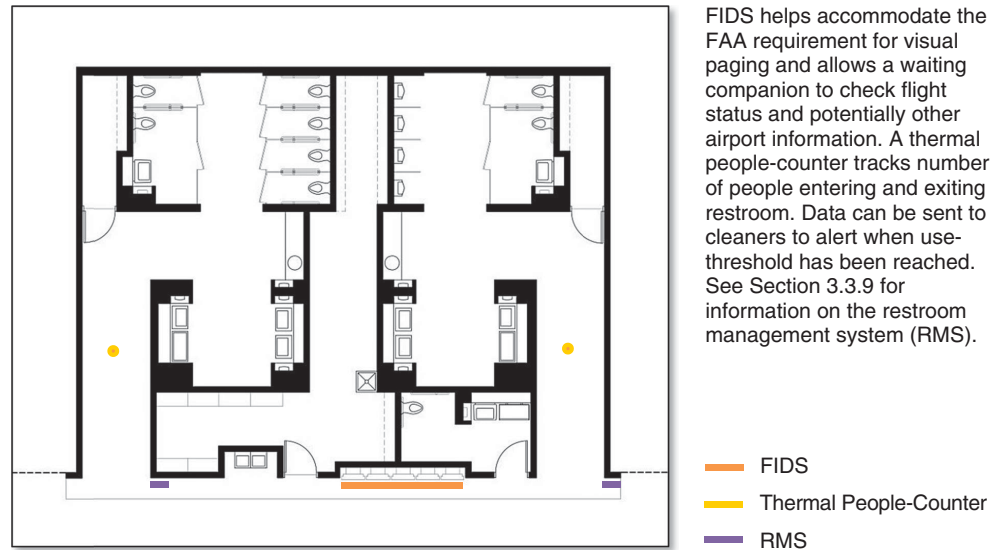 FIDS helps accommodate the
FAA requirement for visual
paging and allows a waiting
companion to check flight
status and potentially other
airport information. A thermal
people-counter tracks number
of people entering and exiting
restroom. Data can be sent to
cleaners to alert when use-
threshold has been reached.
See Section 3.3.9 for
information on the restroom
management system (RMS).
FIDS
Thermal People-Counter
RMS